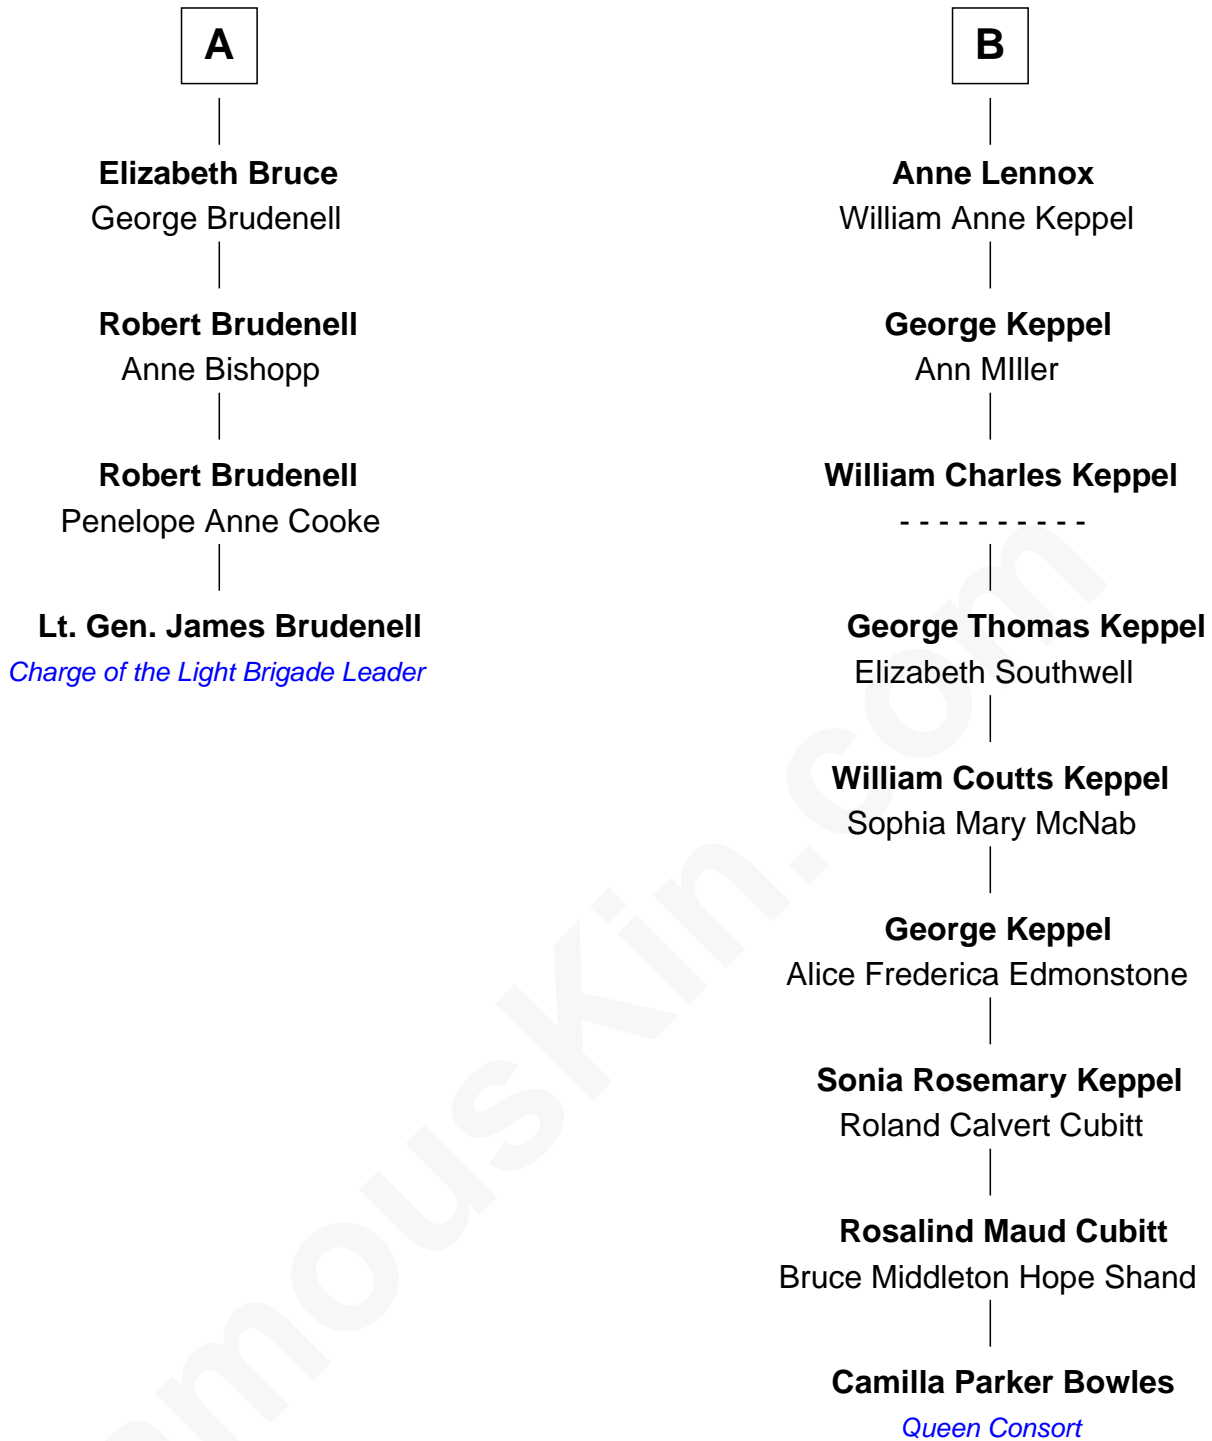 A
Elizabeth Bruce
George Brudenell
Robert Brudenell
Anne Bishopp
Robert Brudenell
Penelope Anne Cooke
Lt. Gen. James Brudenell
Charge of the Light Brigade Leader
B
Anne Lennox
William Anne Keppel
George Keppel
Ann MIller
William Charles Keppel
- - - - - - - - - -
George Thomas Keppel
Elizabeth Southwell
William Coutts Keppel
Sophia Mary McNab
George Keppel
Alice Frederica Edmonstone
Sonia Rosemary Keppel
Roland Calvert Cubitt
Rosalind Maud Cubitt
Bruce Middleton Hope Shand
Camilla Parker Bowles
Queen Consort
amouskin.com